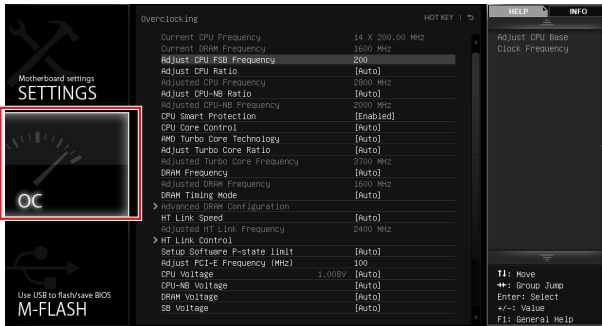 Motherboard settings
SETTINGS
OC
Use USB to flash/save BIOS
M-FLASH
Overclocking
HOT KEY
Current CPU Frequency 14 X 200.00 MHz
Current DRAM Frequency 1600 MHz
Adjust CPU FSB Frequency 200
Adjust CPU Ratio [Auto]
Adjusted CPU Frequency 2800 MHz
Adjust CPU-NB Ratio [Auto]
Adjusted CPU-NB Frequency 2000 MHz
CPU Smart Protection [Enabled]
CPU Core Control [Auto]
AMD Turbo Core Technology [Auto]
Adjust Turbo Core Ratio [Auto]
Adjusted Turbo Core Frequency 3700 MHz
DRAM Frequency [Auto]
Adjusted DRAM Frequency 1600 MHz
DRAM Timing Mode [Auto]
> Advanced DRAM Configuration
HT Link Speed [Auto]
Adjusted HT Link Frequency 2400 MHz
> HT Link Control
Setup Software P-state limit [Auto]
Adjust PCI-E Frequency (MHz) 100
CPU Voltage 1.008V [Auto]
CPU-NB Voltage [Auto]
DRAM Voltage [Auto]
SB Voltage [Auto]
HELP INFO
Adjust CPU Base
Clock Frequency
↑↓: Move
→←: Group Jump
Enter: Select
+/-: Value
F1: General Help